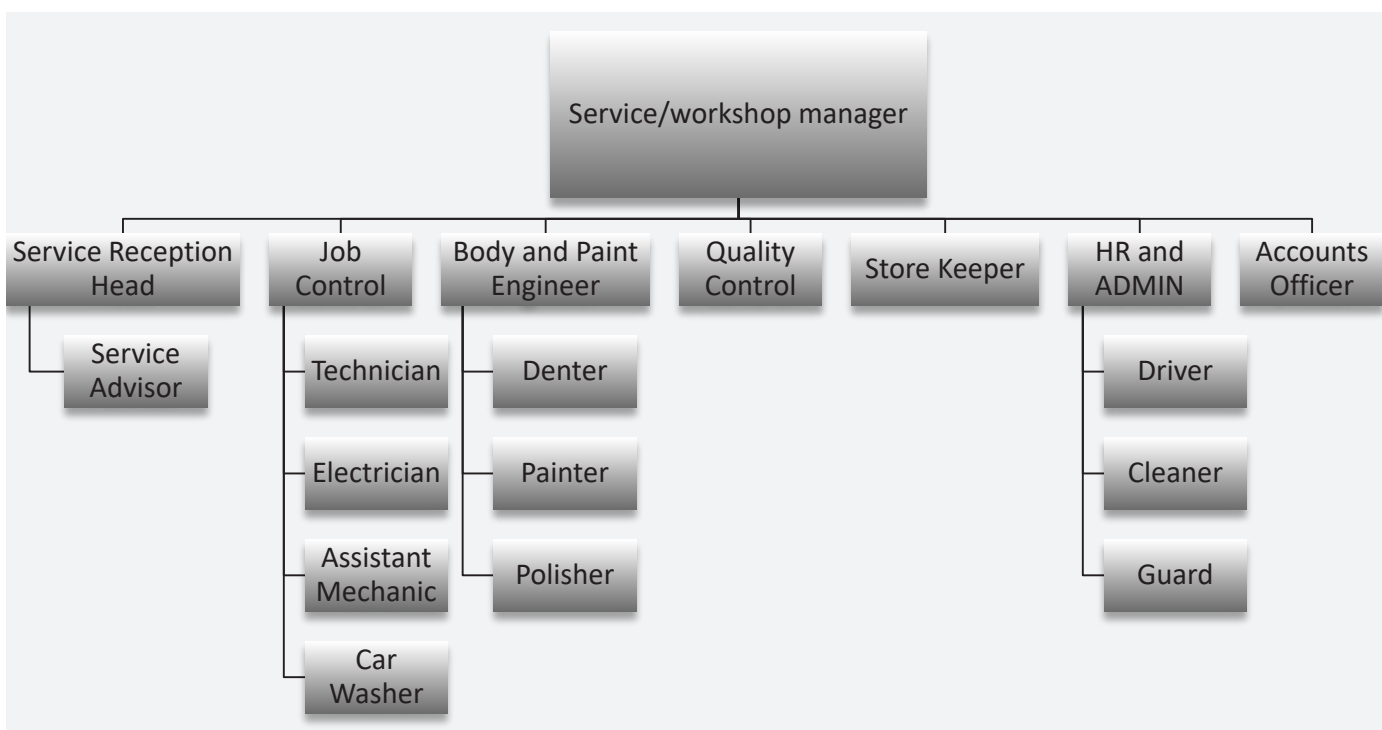 Service/workshop manager
Service Reception
Head
Job
Control
Body and Paint
Engineer
Quality
Control
Store Keeper
HR and
ADMIN
Accounts
Officer
Service
Advisor
Technician
Electrician
Assistant
Mechanic
Car
Washer
Denter
Painter
Polisher
Driver
Cleaner
Guard